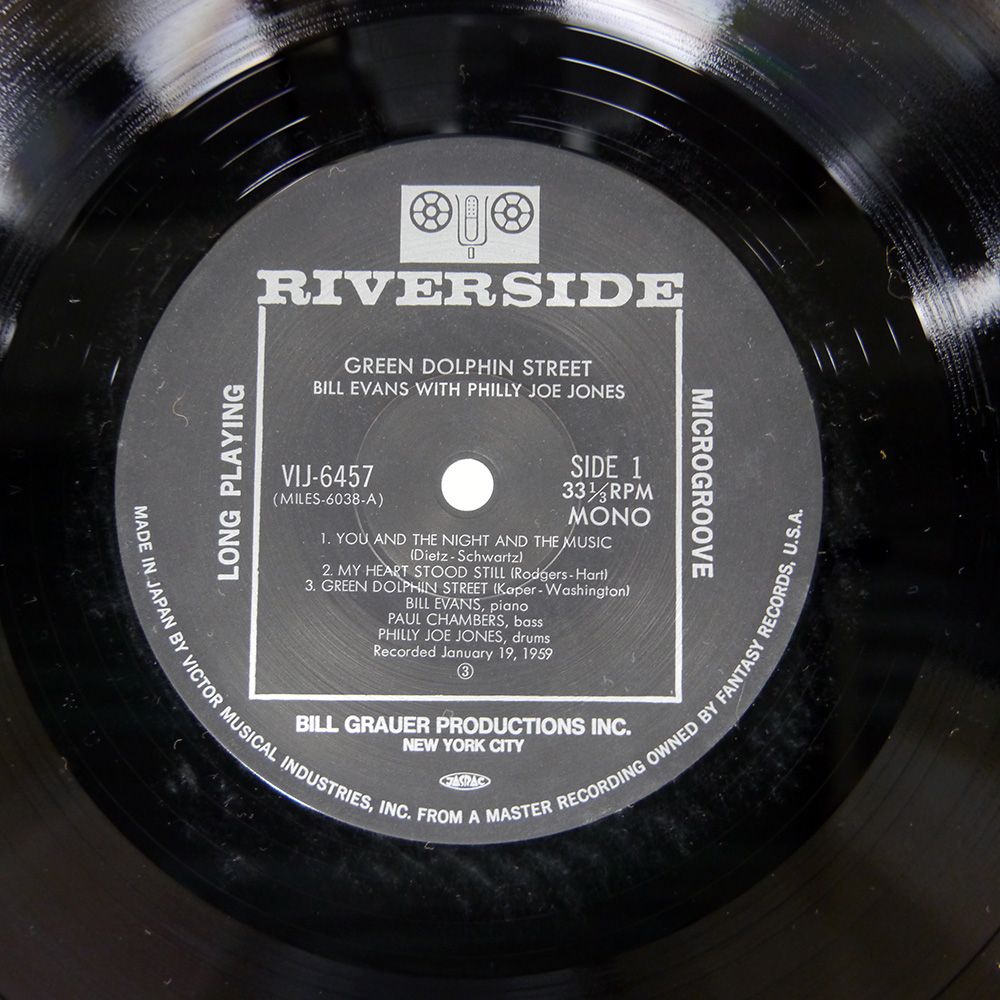 RIVERSIDE
GREEN DOLPHIN STREET
BILL EVANS WITH PHILLY JOE JONES
LONG PLAYING
MICROGROOVE
VIJ-6457
(MILES-6038-A)
SIDE 1
33 1/3 RPM
MONO
1. YOU AND THE NIGHT AND THE MUSIC
(Dietz-Schwartz)
2. MY HEART STOOD STILL (Rodgers-Hart)
3. GREEN DOLPHIN STREET (Kaper-Washington)
BILL EVANS, piano
PAUL CHAMBERS, bass
PHILLY JOE JONES, drums
Recorded January 19, 1959
③
BILL GRAUER PRODUCTIONS INC.
NEW YORK CITY
JASRAC
MADE IN JAPAN BY VICTOR MUSICAL INDUSTRIES, INC. FROM A MASTER RECORDING OWNED BY FANTASY RECORDS, U.S.A.